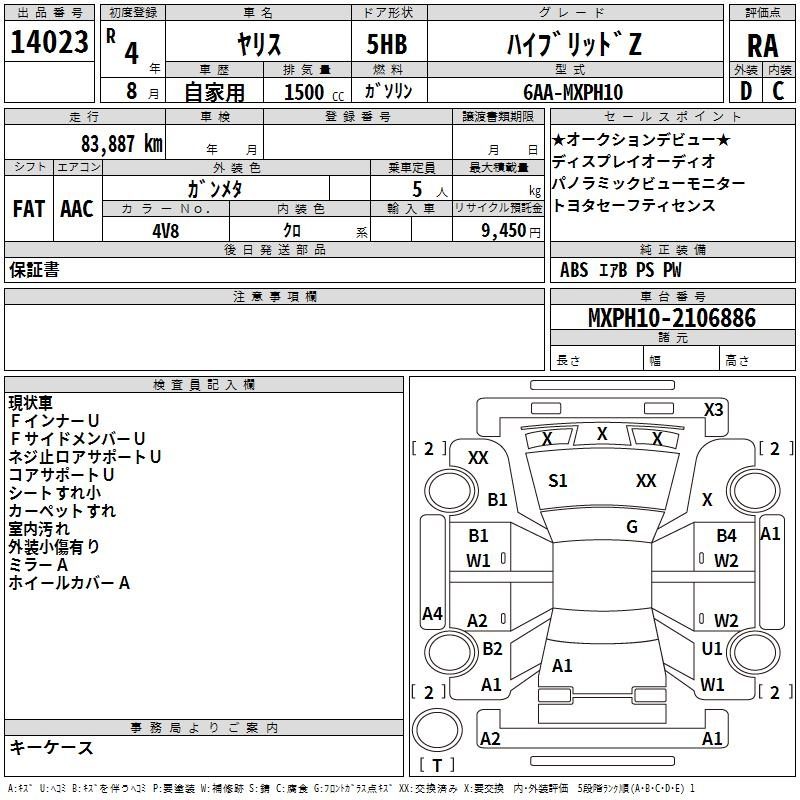 出品番号 初度登録 車名 ドア形状 グレード 評価点
14023 R 4 年 ヤリス 5HB ﾊｲﾌﾞﾘｯﾄﾞZ RA
車歴 排気量 燃料 型式 外装 内装
8 月 自家用 1500 CC ｶﾞｿﾘﾝ 6AA-MXPH10 D C
走行 車検 登録番号 譲渡書類期限 セールスポイント
83,887 km 年 月 月 日
★オークションデビュー★
ディスプレイオーディオ
パノラミックビューモニター
トヨタセーフティセンス
シフト エアコン 外装色 乗車定員 最大積載量
FAT AAC ｶﾞﾝﾒﾀ 5 人 kg
カラーNo. 内装色 輸入車 リサイクル預託金
4V8 ｸﾛ 系 9,450 円
後日発送部品 純正装備
保証書 ABS ｴｱB PS PW
注意事項欄 車台番号
MXPH10-2106886
諸元
長さ 幅 高さ
検査員記入欄
現状車
ＦインナーＵ
ＦサイドメンバーＵ
ネジ止ロアサポートＵ
コアサポートＵ
シートすれ小
カーペットすれ
室内汚れ
外装小傷有り
ミラーＡ
ホイールカバーＡ
事務局よりご案内
キーケース
X3
X X X
[ 2 ] XX [ 2 ]
S1 XX
B1 X
G
B1 B4 A1
W1 W2
A4 A2 W2
B2 U1
A1
A1 W1
[ 2 ] [ 2 ]
A2 A1
[ T ]
A:ｷｽﾞ U:ﾍｺﾐ B:ｷｽﾞを伴うﾍｺﾐ P:要塗装 W:補修跡 S:錆 C:腐食 G:ﾌﾛﾝﾄｶﾞﾗｽ点ｷｽﾞ XX:交換済み X:要交換 内・外装評価 5段階ﾗﾝｸ順(A･B･C･D･E) 1